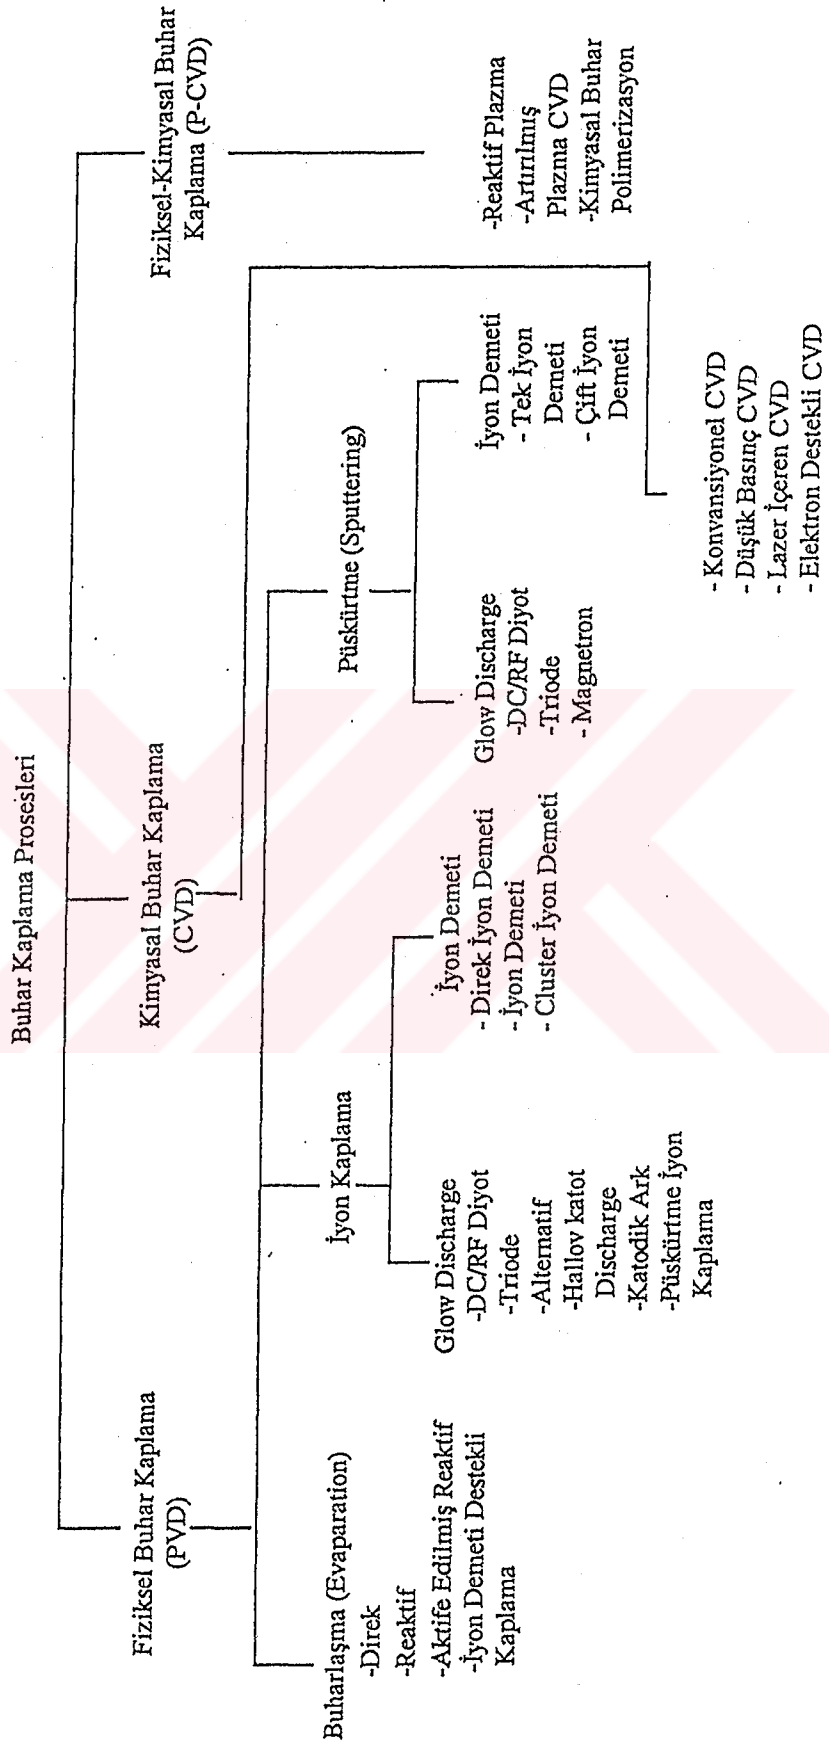 Buhar Kaplama Prosesleri
Fiziksel Buhar Kaplama
(PVD)
Kimyasal Buhar Kaplama
(CVD)
Fiziksel-Kimyasal Buhar
Kaplama (P-CVD)
Buharlaşma (Evaparation)
-Direk
-Reaktif
-Aktife Edilmiş Reaktif
-İyon Demeti Destekli
Kaplama
İyon Kaplama
Glow Discharge
-DC/RF Diyot
-Triode
-Alternatif
-Hallov katot
Discharge
-Katodik Ark
-Püskürtme İyon
Kaplama
İyon Demeti
- Direk İyon Demeti
- İyon Demeti
- Cluster İyon Demeti
Püskürtme (Sputtering)
Glow Discharge
-DC/RF Diyot
-Triode
- Magnetron
İyon Demeti
- Tek İyon
Demeti
- Çift İyon
Demeti
-Reaktif Plazma
-Artırılmış
Plazma CVD
-Kimyasal Buhar
Polimerizasyon
- Konvansiyonel CVD
- Düşük Basınç CVD
- Lazer İçeren CVD
- Elektron Destekli CVD